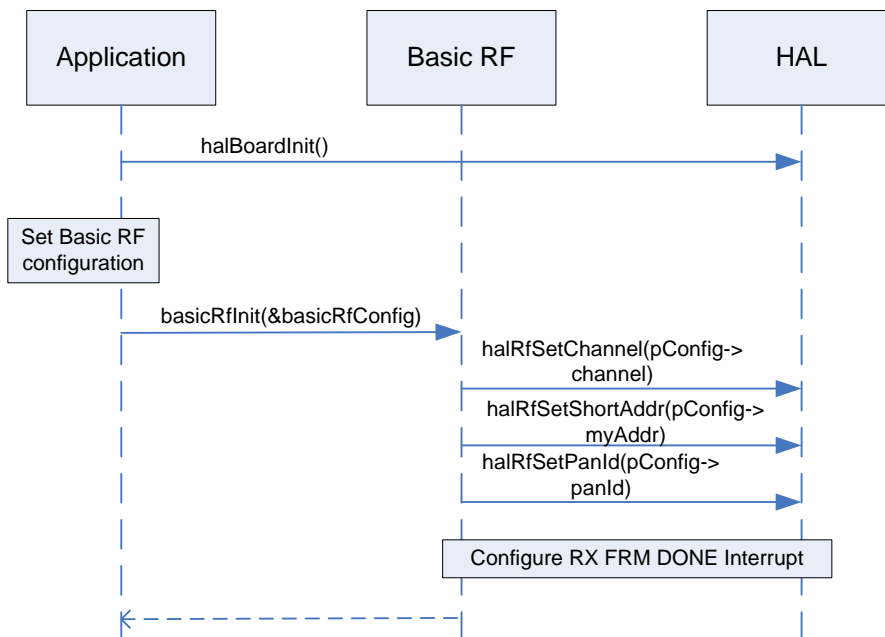 Application
Basic RF
HAL
halBoardInit()
Set Basic RF
configuration
basicRfInit(&basicRfConfig)
halRfSetChannel(pConfig->
channel)
halRfSetShortAddr(pConfig->
myAddr)
halRfSetPanId(pConfig->
panId)
Configure RX FRM DONE Interrupt